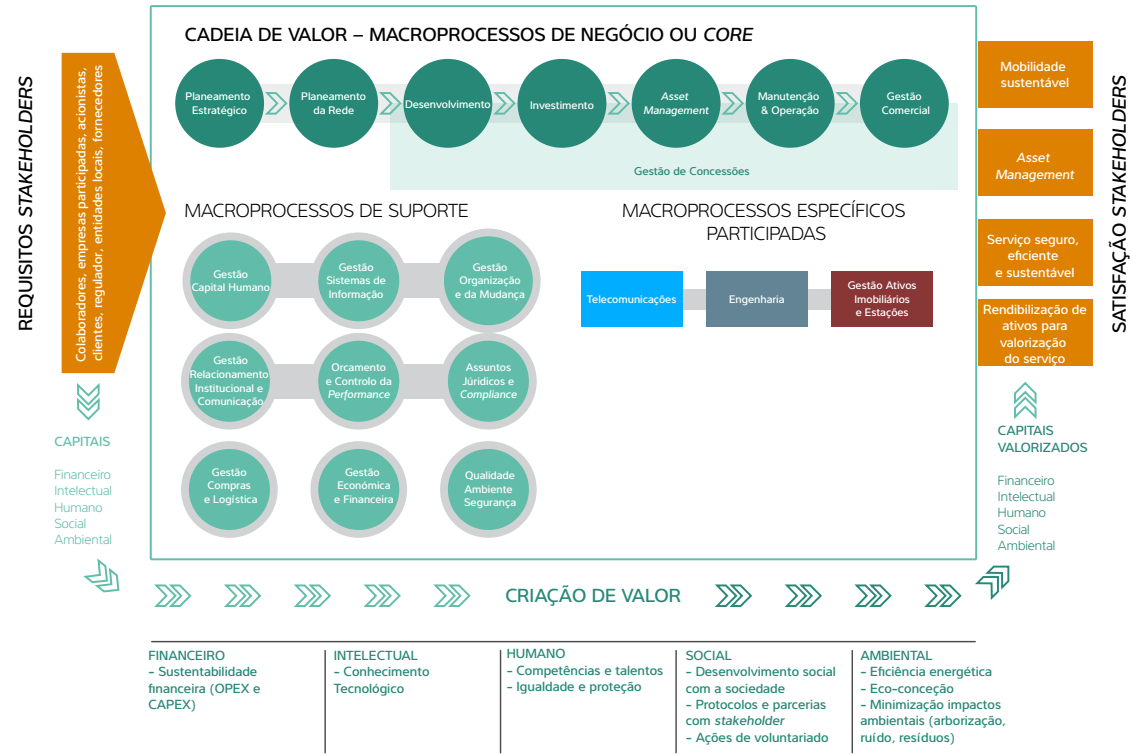 CADEIA DE VALOR – MACROPROCESSOS DE NEGÓCIO OU CORE
REQUISITOS STAKEHOLDERS
Colaboradores, empresas participadas, acionistas,
clientes, regulador, entidades locais, fornecedores
Planeamento
Estratégico
Planeamento
da Rede
Desenvolvimento
Investimento
Asset
Management
Manutenção
& Operação
Gestão
Comercial
Gestão de Concessões
Mobilidade
sustentável
Asset
Management
Serviço seguro,
eficiente
e sustentável
Rendibilização de
ativos para
valorização
do serviço
SATISFAÇÃO STAKEHOLDERS
MACROPROCESSOS DE SUPORTE
Gestão
Capital Humano
Gestão
Sistemas de
Informação
Gestão
Organização
e da Mudança
Gestão
Relacionamento
Institucional e
Comunicação
Orcamento
e Controlo da
Performance
Assuntos
Júridicos e
Compliance
Gestão
Compras
e Logística
Gestão
Económica
e Financeira
Qualidade
Ambiente
Segurança
MACROPROCESSOS ESPECÍFICOS
PARTICIPADAS
Telecomunicações
Engenharia
Gestão Ativos
Imobiliários
e Estações
CAPITAIS
Financeiro
Intelectual
Humano
Social
Ambiental
CAPITAIS
VALORIZADOS
Financeiro
Intelectual
Humano
Social
Ambiental
CRIAÇÃO DE VALOR
FINANCEIRO
– Sustentabilidade
financeira (OPEX e
CAPEX)
INTELECTUAL
– Conhecimento
Tecnológico
HUMANO
– Competências e talentos
– Igualdade e proteção
SOCIAL
– Desenvolvimento social
com a sociedade
– Protocolos e parcerias
com stakeholder
– Ações de voluntariado
AMBIENTAL
– Eficiência energética
– Eco-conceção
– Minimização impactos
ambientais (arborização,
ruído, resíduos)